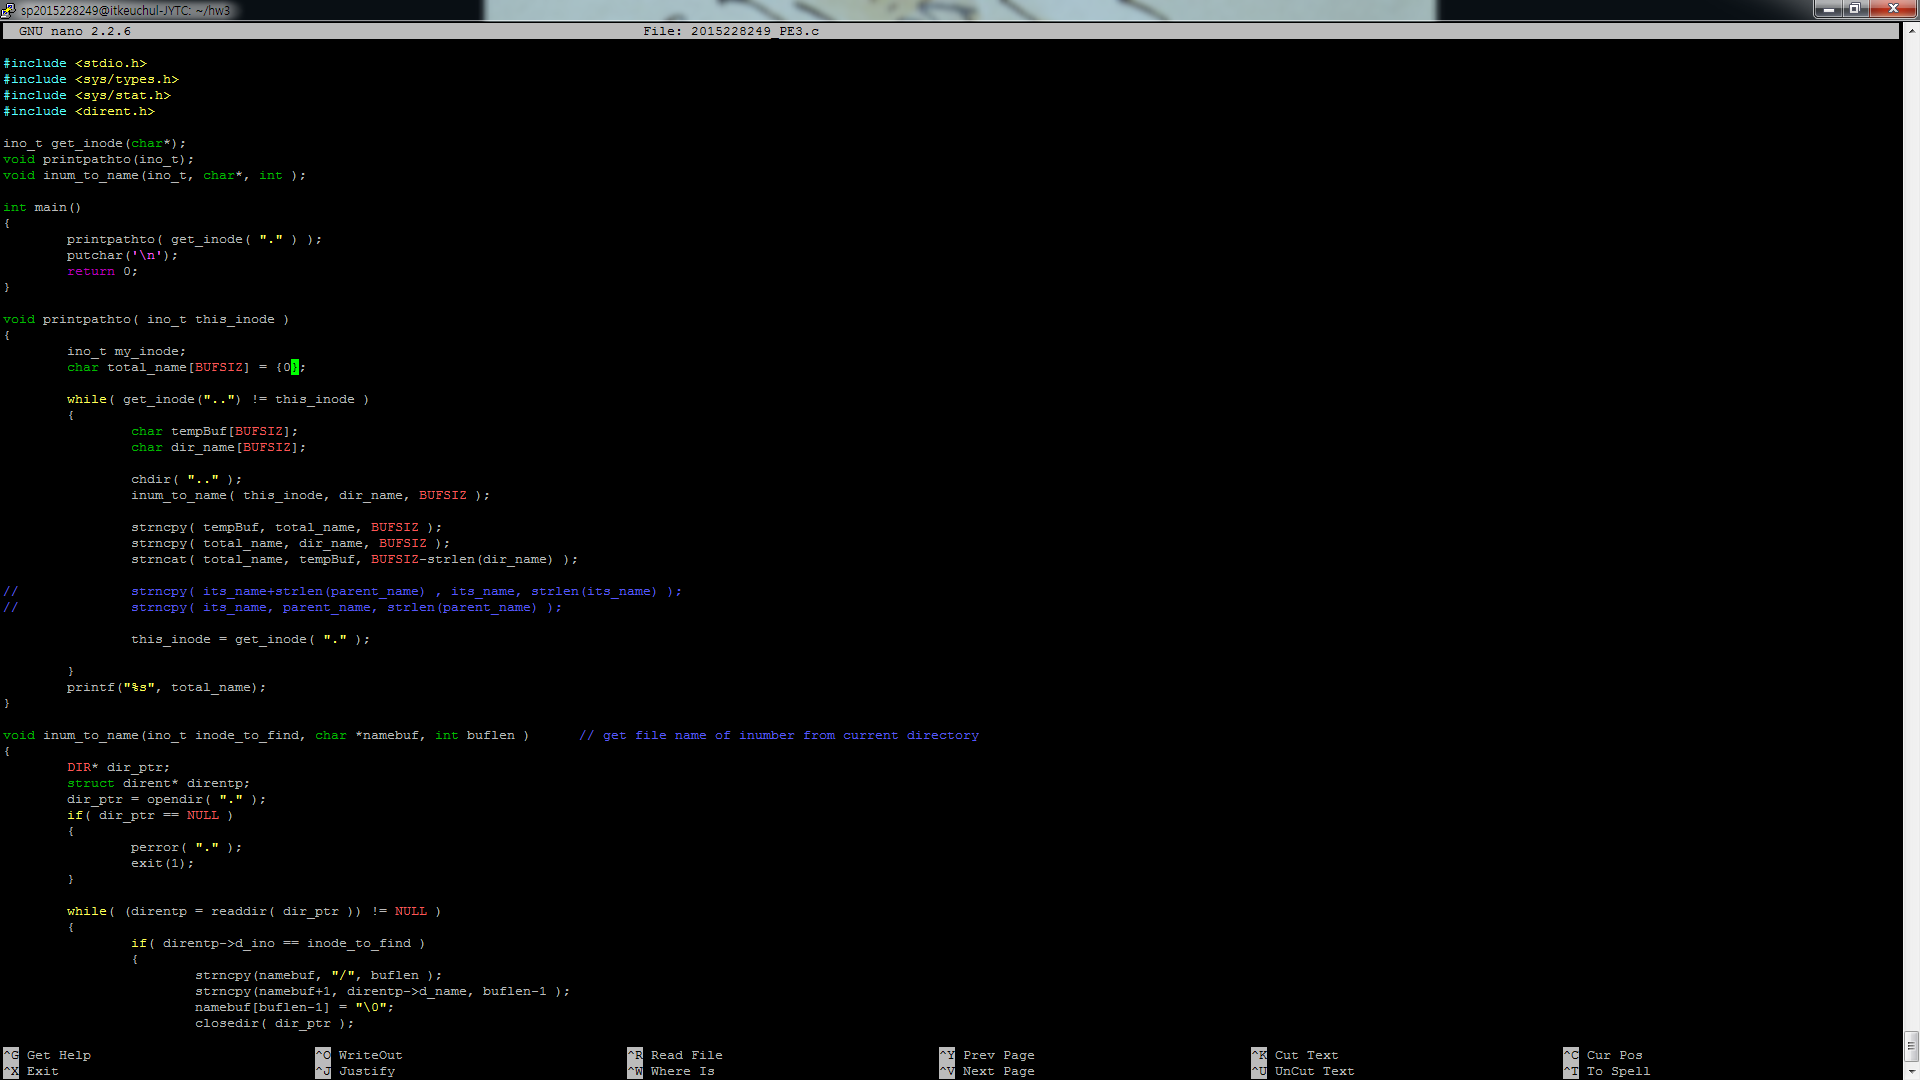 sp2015228249@itkeuchul-JYTC: ~/hw3
GNU nano 2.2.6 File: 2015228249_PE3.c
#include <stdio.h>
#include <sys/types.h>
#include <sys/stat.h>
#include <dirent.h>
ino_t get_inode(char*);
void printpathto(ino_t);
void inum_to_name(ino_t, char*, int );
int main()
{
printpathto( get_inode( "." ) );
putchar('\n');
return 0;
}
void printpathto( ino_t this_inode )
{
ino_t my_inode;
char total_name[BUFSIZ] = {0};
while( get_inode("..") != this_inode )
{
char tempBuf[BUFSIZ];
char dir_name[BUFSIZ];
chdir( ".." );
inum_to_name( this_inode, dir_name, BUFSIZ );
strncpy( tempBuf, total_name, BUFSIZ );
strncpy( total_name, dir_name, BUFSIZ );
strncat( total_name, tempBuf, BUFSIZ-strlen(dir_name) );
// strncpy( its_name+strlen(parent_name) , its_name, strlen(its_name) );
// strncpy( its_name, parent_name, strlen(parent_name) );
this_inode = get_inode( "." );
}
printf("%s", total_name);
}
void inum_to_name(ino_t inode_to_find, char *namebuf, int buflen ) // get file name of inumber from current directory
{
DIR* dir_ptr;
struct dirent* direntp;
dir_ptr = opendir( "." );
if( dir_ptr == NULL )
{
perror( "." );
exit(1);
}
while( (direntp = readdir( dir_ptr )) != NULL )
{
if( direntp->d_ino == inode_to_find )
{
strncpy(namebuf, "/", buflen );
strncpy(namebuf+1, direntp->d_name, buflen-1 );
namebuf[buflen-1] = "\0";
closedir( dir_ptr );
^G Get Help ^O WriteOut ^R Read File ^Y Prev Page ^K Cut Text ^C Cur Pos
^X Exit ^J Justify ^W Where Is ^V Next Page ^U UnCut Text ^T To Spell